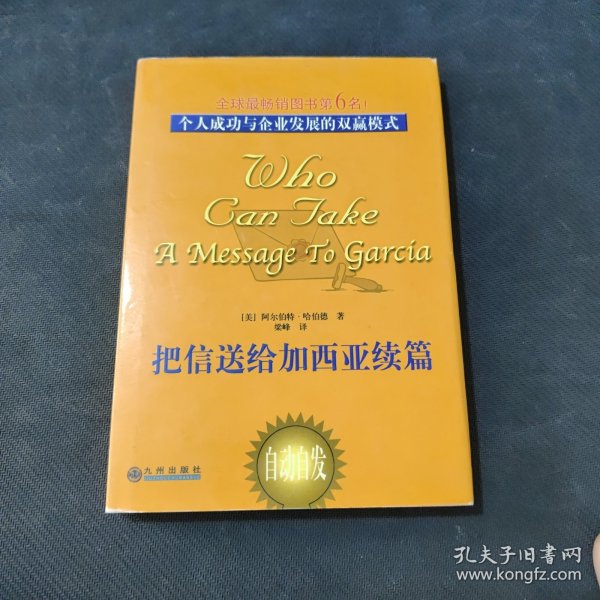 全球最畅销图书第6名!
个人成功与企业发展的双赢模式
Who
Can Take
A Message To Garcia
[美] 阿尔伯特·哈伯德 著
梁峰 译
把信送给加西亚续篇
自动自发
九州出版社
孔夫子旧书网
www.kongfz.com